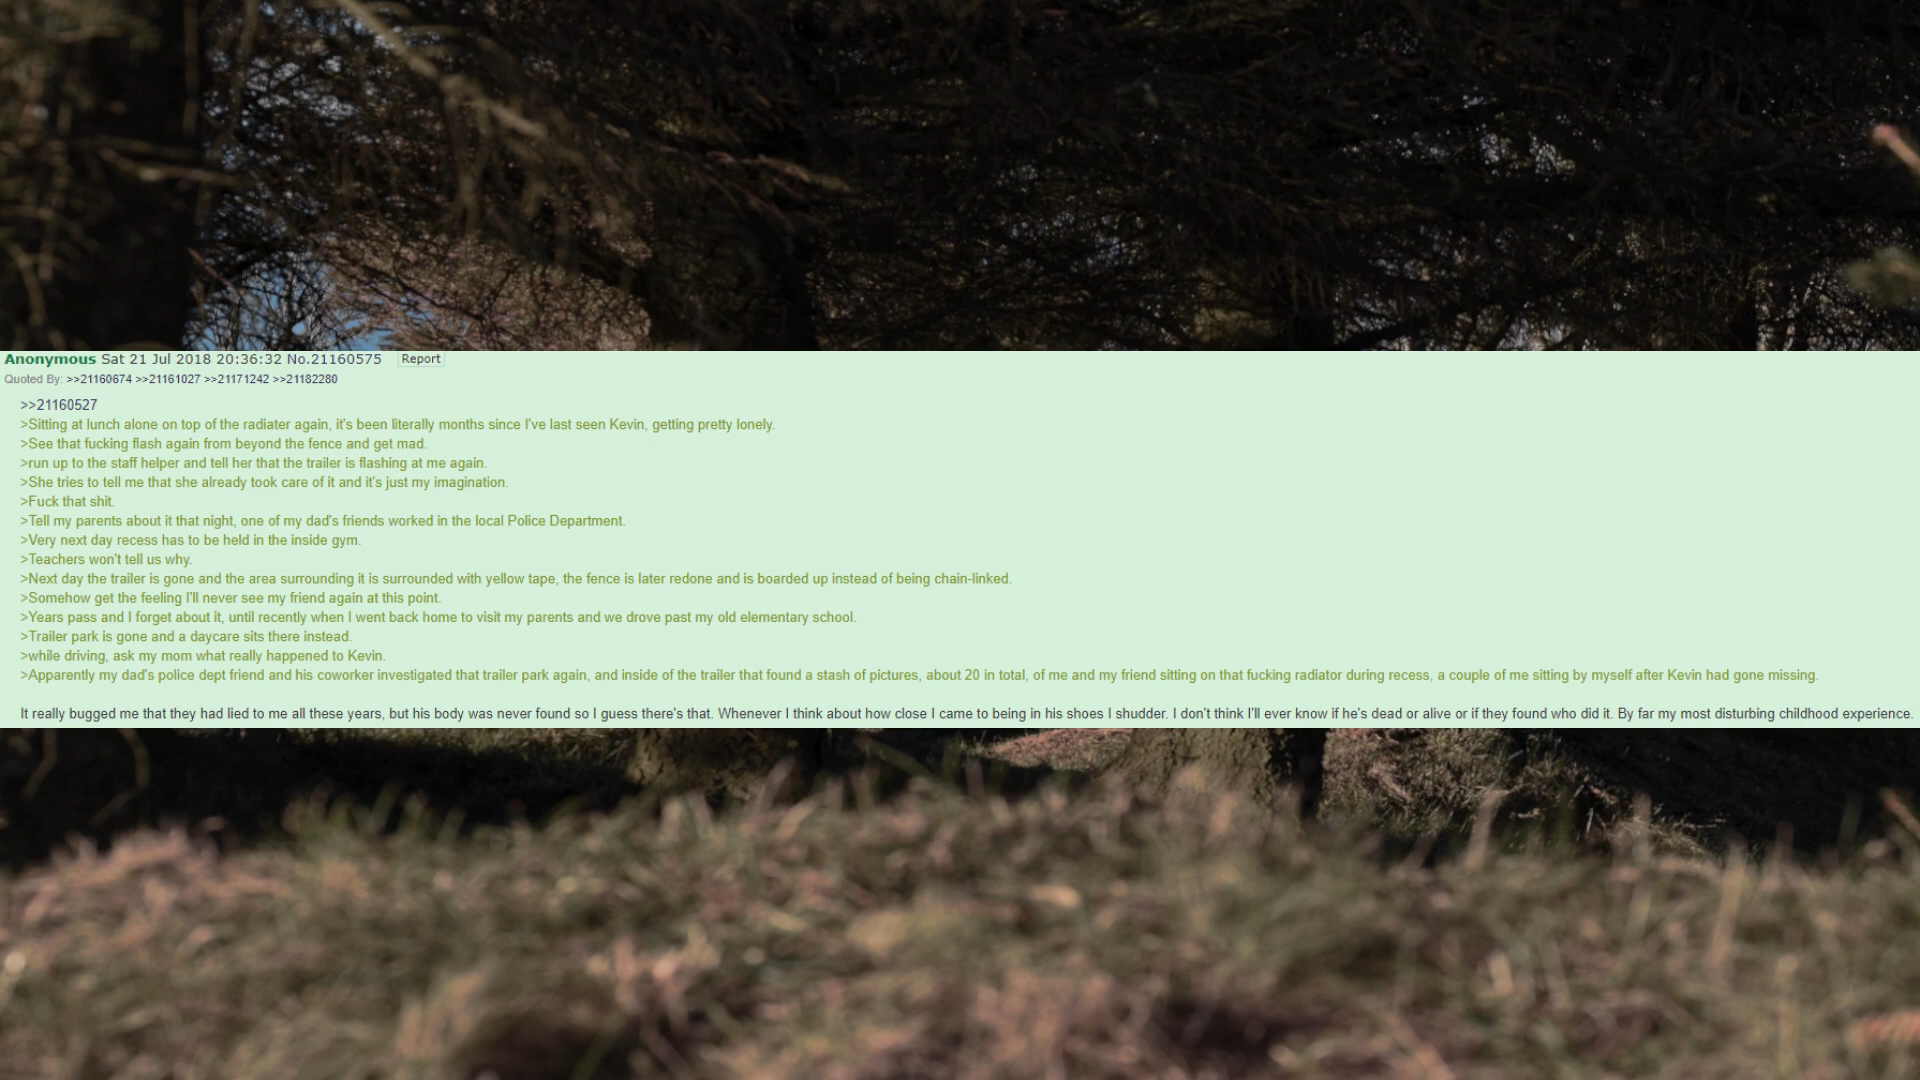 Anonymous Sat 21 Jul 2018 20:36:32 No.21160575 Report
Quoted By: >>21160674 >>21161027 >>21171242 >>21182280
>>21160527
>Sitting at lunch alone on top of the radiater again, it's been literally months since I've last seen Kevin, getting pretty lonely.
>See that fucking flash again from beyond the fence and get mad.
>run up to the staff helper and tell her that the trailer is flashing at me again.
>She tries to tell me that she already took care of it and it's just my imagination.
>Fuck that shit.
>Tell my parents about it that night, one of my dad's friends worked in the local Police Department.
>Very next day recess has to be held in the inside gym.
>Teachers won't tell us why.
>Next day the trailer is gone and the area surrounding it is surrounded with yellow tape, the fence is later redone and is boarded up instead of being chain-linked.
>Somehow get the feeling I'll never see my friend again at this point.
>Years pass and I forget about it, until recently when I went back home to visit my parents and we drove past my old elementary school.
>Trailer park is gone and a daycare sits there instead.
>while driving, ask my mom what really happened to Kevin.
>Apparently my dad's police dept friend and his coworker investigated that trailer park again, and inside of the trailer that found a stash of pictures, about 20 in total, of me and my friend sitting on that fucking radiator during recess, a couple of me sitting by myself after Kevin had gone missing.
It really bugged me that they had lied to me all these years, but his body was never found so I guess there's that. Whenever I think about how close I came to being in his shoes I shudder. I don't think I'll ever know if he's dead or alive or if they found who did it. By far my most disturbing childhood experience.